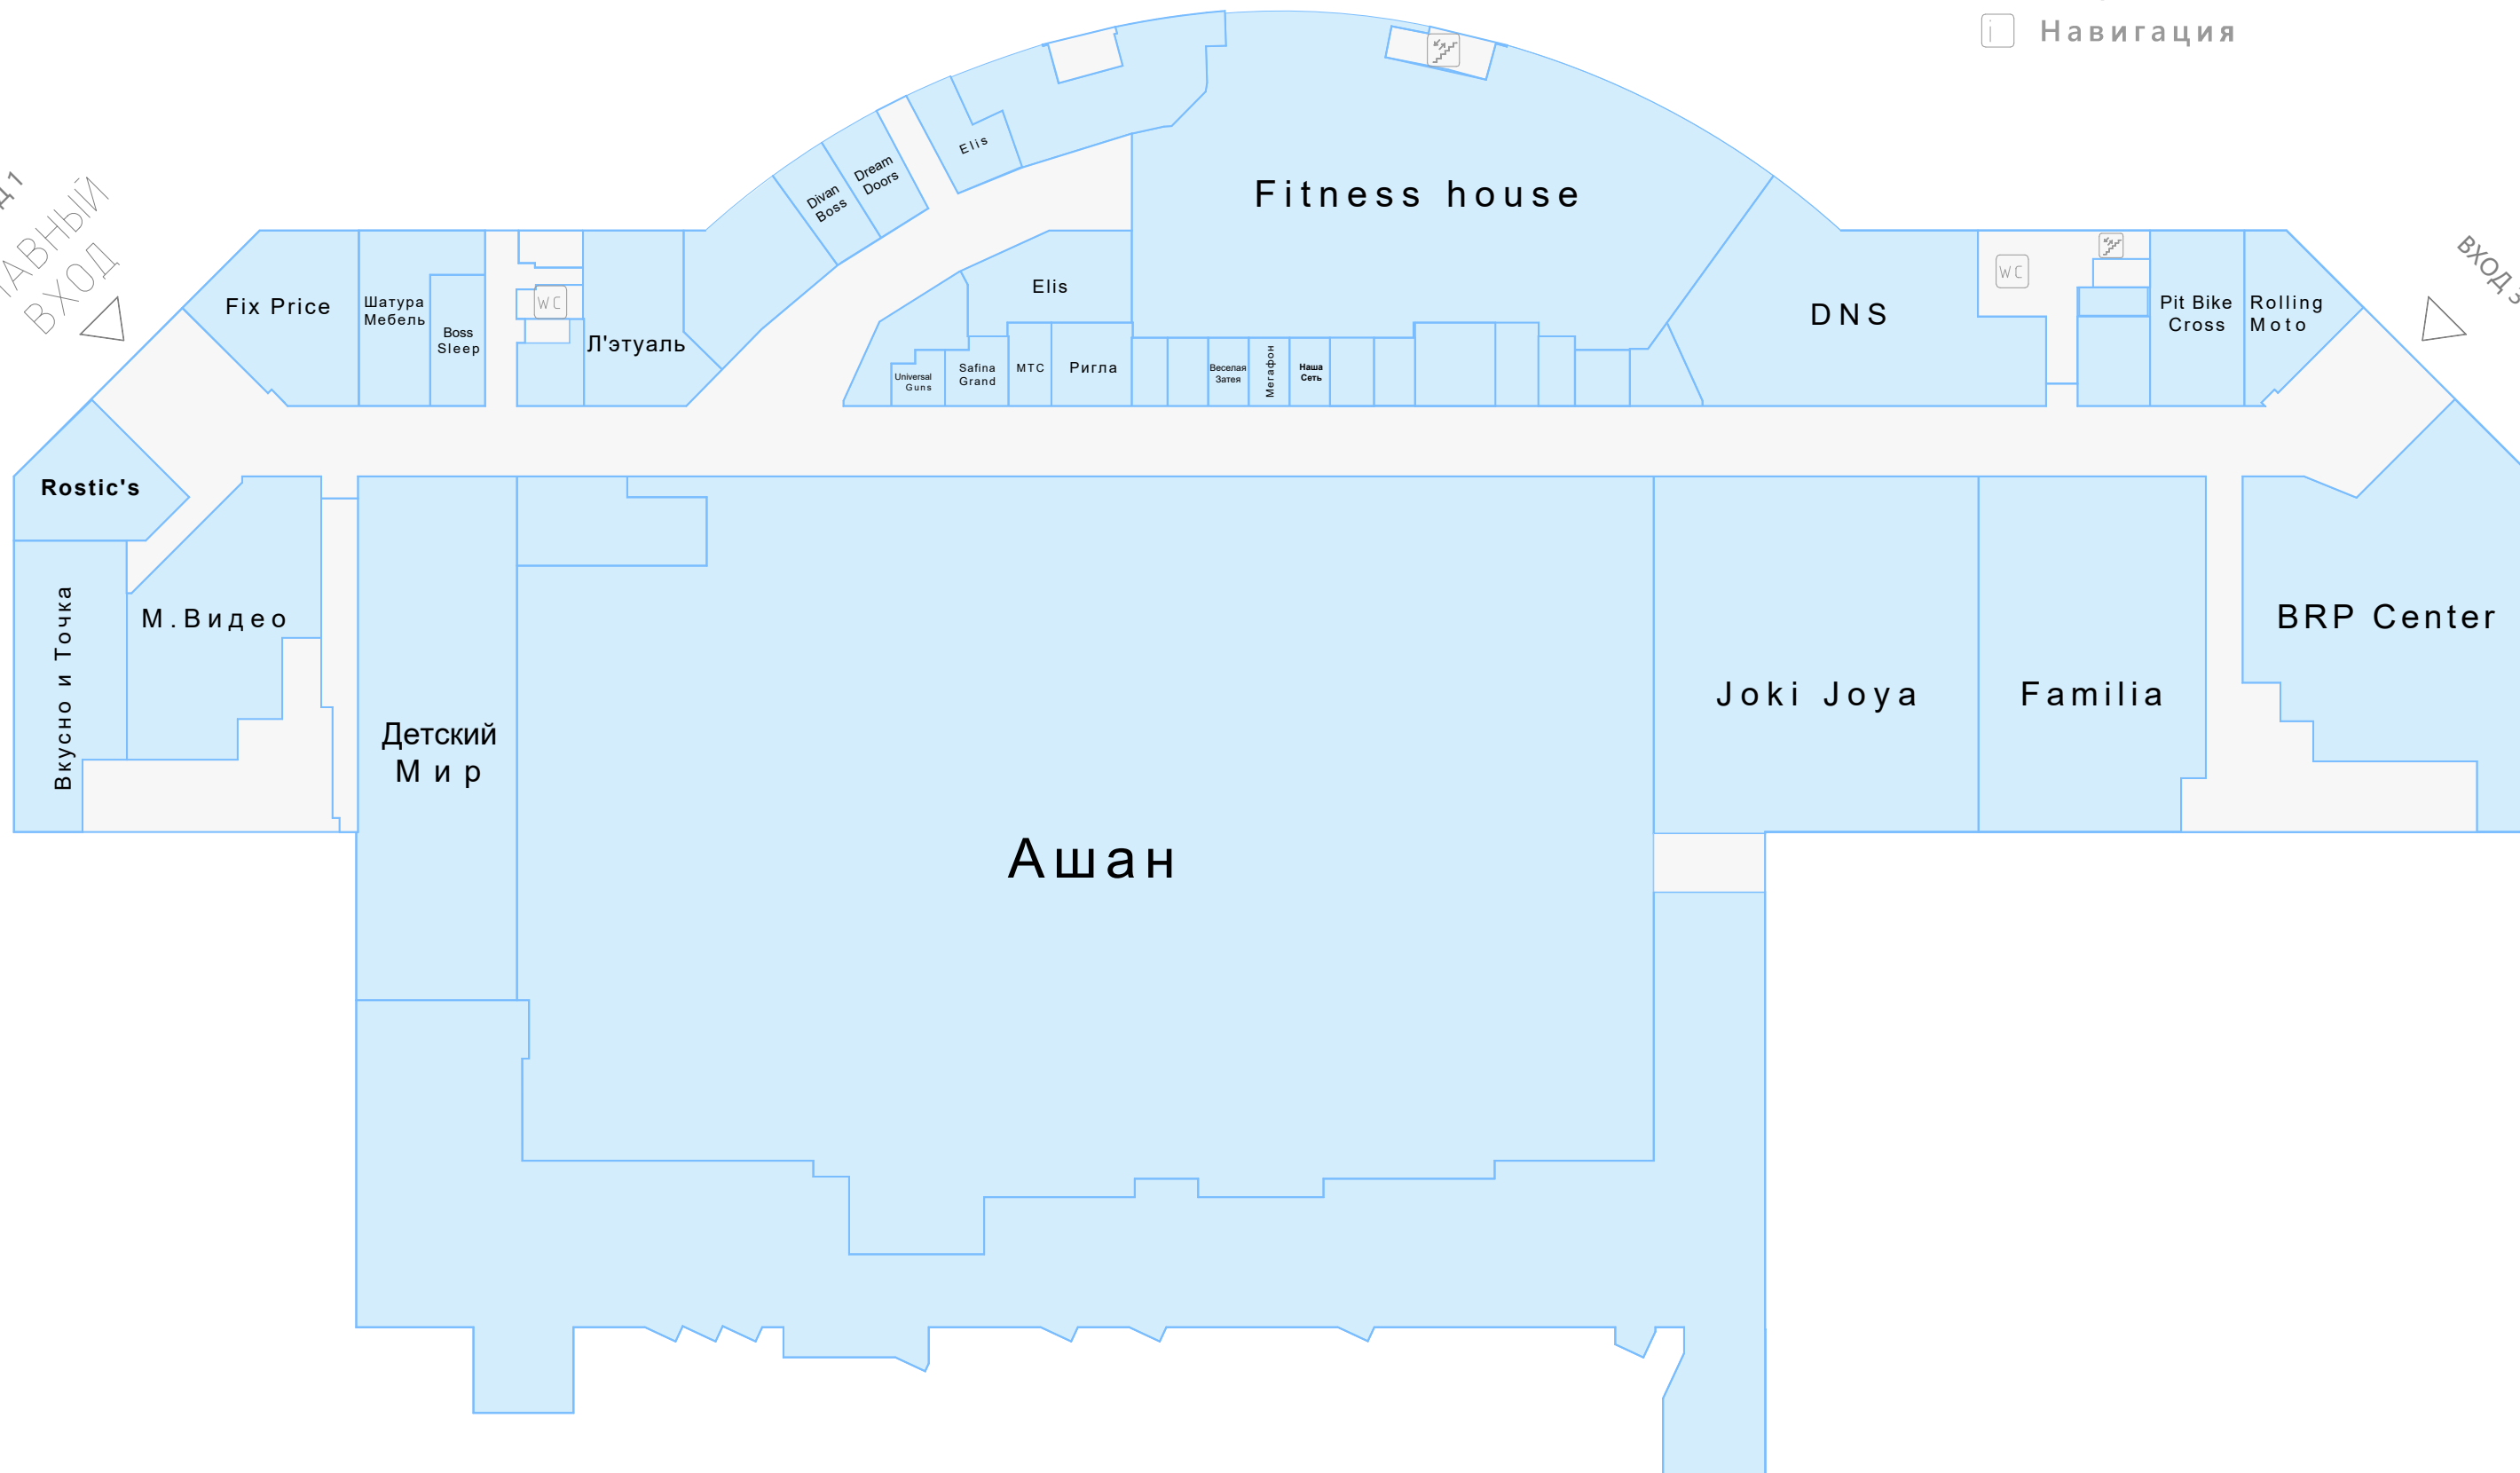 Навигация
ВХОД
Elis
Dream
Doors
Divan
Boss
Fitness house
Fix Price
Шатура
Мебель
Boss
Sleep
WC
Л'этуаль
Elis
Universal
Guns
Safina
Grand
МТС
Ригла
Веселая
Затея
Мегафон
Наша
Сеть
DNS
WC
Pit Bike
Cross
Rolling
Moto
ВХОД 3
Rostic's
Вкусно и Точка
М.Видео
Детский
Мир
Ашан
Joki Joya
Familia
BRP Center